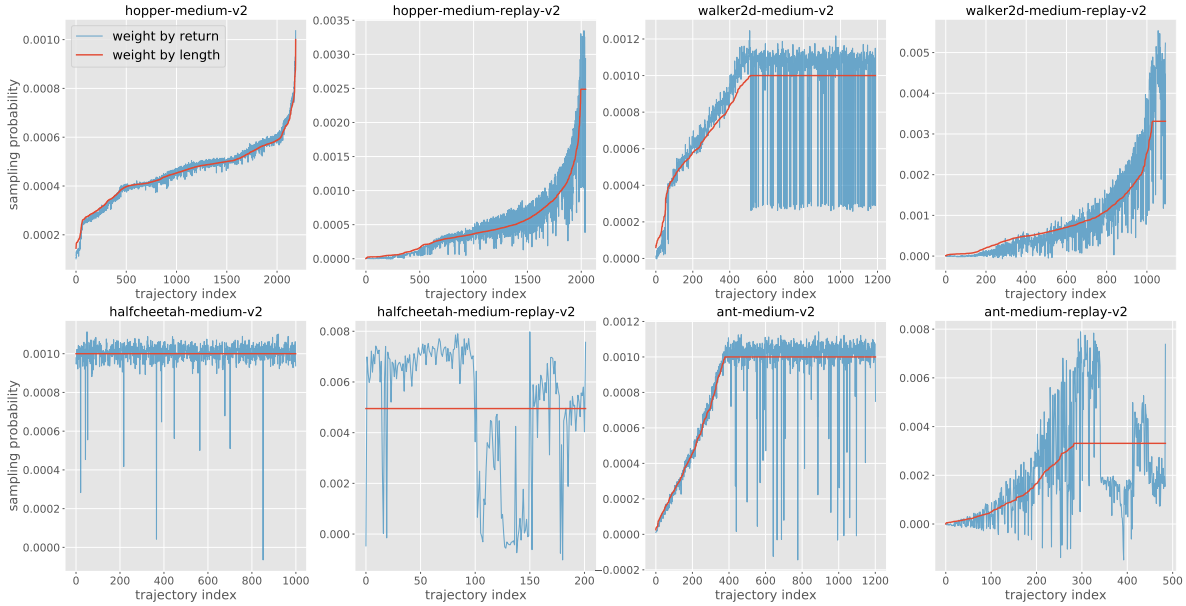 hopper-medium-v2
hopper-medium-replay-v2
walker2d-medium-v2
walker2d-medium-replay-v2
weight by return
weight by length
sampling probability
0.0010
0.0008
0.0006
0.0004
0.0002
0.0035
0.0030
0.0025
0.0020
0.0015
0.0010
0.0005
0.0000
0.0012
0.0010
0.0008
0.0006
0.0004
0.0002
0.0000
0.005
0.004
0.003
0.002
0.001
0.000
0 500 1000 1500 2000
0 500 1000 1500 2000
0 200 400 600 800 1000 1200
0 200 400 600 800 1000
trajectory index
trajectory index
trajectory index
trajectory index
halfcheetah-medium-v2
halfcheetah-medium-replay-v2
ant-medium-v2
ant-medium-replay-v2
sampling probability
0.0010
0.0008
0.0006
0.0004
0.0002
0.0000
0.008
0.006
0.004
0.002
0.000
0.0012
0.0010
0.0008
0.0006
0.0004
0.0002
0.0000
−0.0002
0.008
0.006
0.004
0.002
0.000
0 200 400 600 800 1000
0 50 100 150 200
0 200 400 600 800 1000 1200
0 100 200 300 400 500
trajectory index
trajectory index
trajectory index
trajectory index